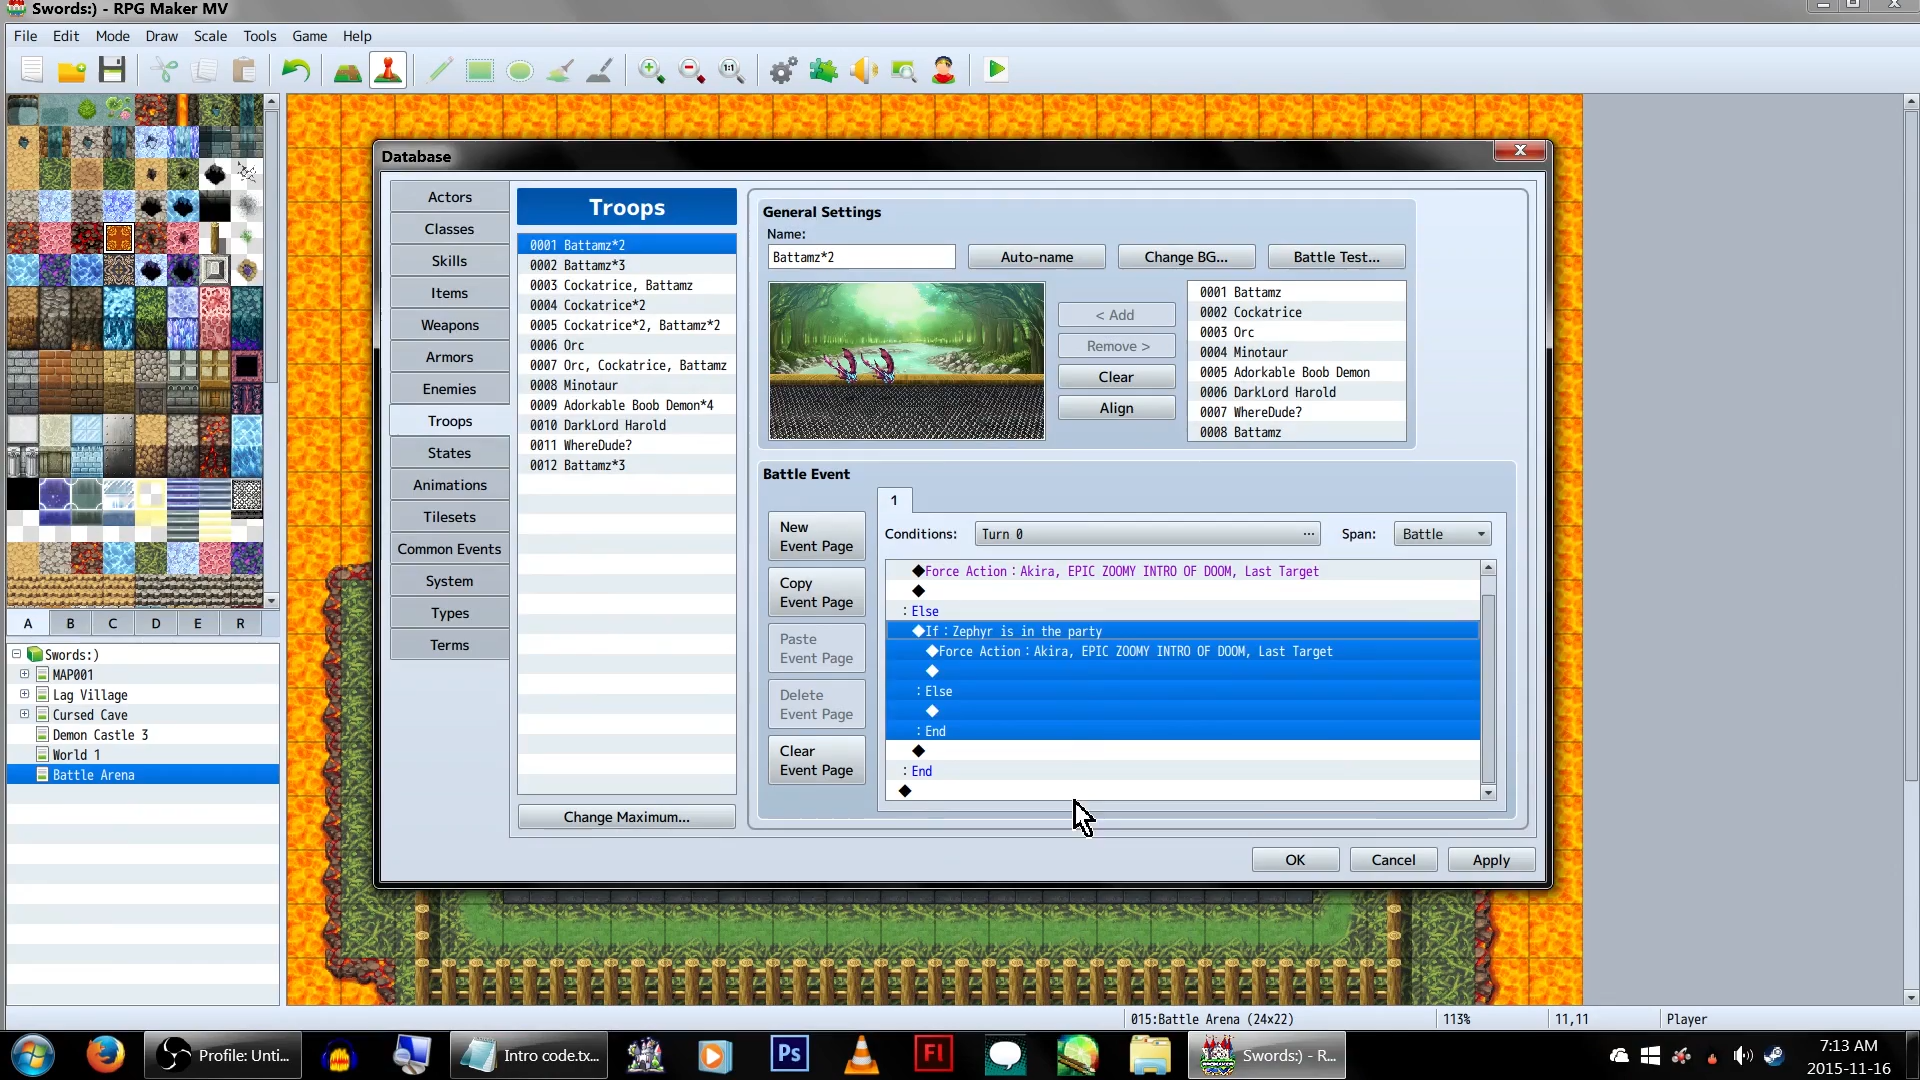 Swords:) - RPG Maker MV
File Edit Mode Draw Scale Tools Game Help
1:1
Database
Actors
Classes
Skills
Items
Weapons
Armors
Enemies
Troops
States
Animations
Tilesets
Common Events
System
Types
Terms
Troops
0001 Battamz*2
0002 Battamz*3
0003 Cockatrice, Battamz
0004 Cockatrice*2
0005 Cockatrice*2, Battamz*2
0006 Orc
0007 Orc, Cockatrice, Battamz
0008 Minotaur
0009 Adorkable Boob Demon*4
0010 DarkLord Harold
0011 WhereDude?
0012 Battamz*3
Change Maximum...
General Settings
Name:
Battamz*2
Auto-name
Change BG...
Battle Test...
< Add
Remove >
Clear
Align
0001 Battamz
0002 Cockatrice
0003 Orc
0004 Minotaur
0005 Adorkable Boob Demon
0006 DarkLord Harold
0007 WhereDude?
0008 Battamz
Battle Event
1
New
Event Page
Copy
Event Page
Paste
Event Page
Delete
Event Page
Clear
Event Page
Conditions: Turn 0 ... Span: Battle
◆Force Action : Akira, EPIC ZOOMY INTRO OF DOOM, Last Target
◆
: Else
◆If : Zephyr is in the party
◆Force Action : Akira, EPIC ZOOMY INTRO OF DOOM, Last Target
◆
: Else
◆
: End
◆
: End
◆
OK
Cancel
Apply
A B C D E R
Swords:)
MAP001
Lag Village
Cursed Cave
Demon Castle 3
World 1
Battle Arena
015:Battle Arena (24x22) 113% 11,11 Player
Profile: Unti...
Intro code.tx...
Ps
Fl
Swords:) - R...
7:13 AM
2015-11-16